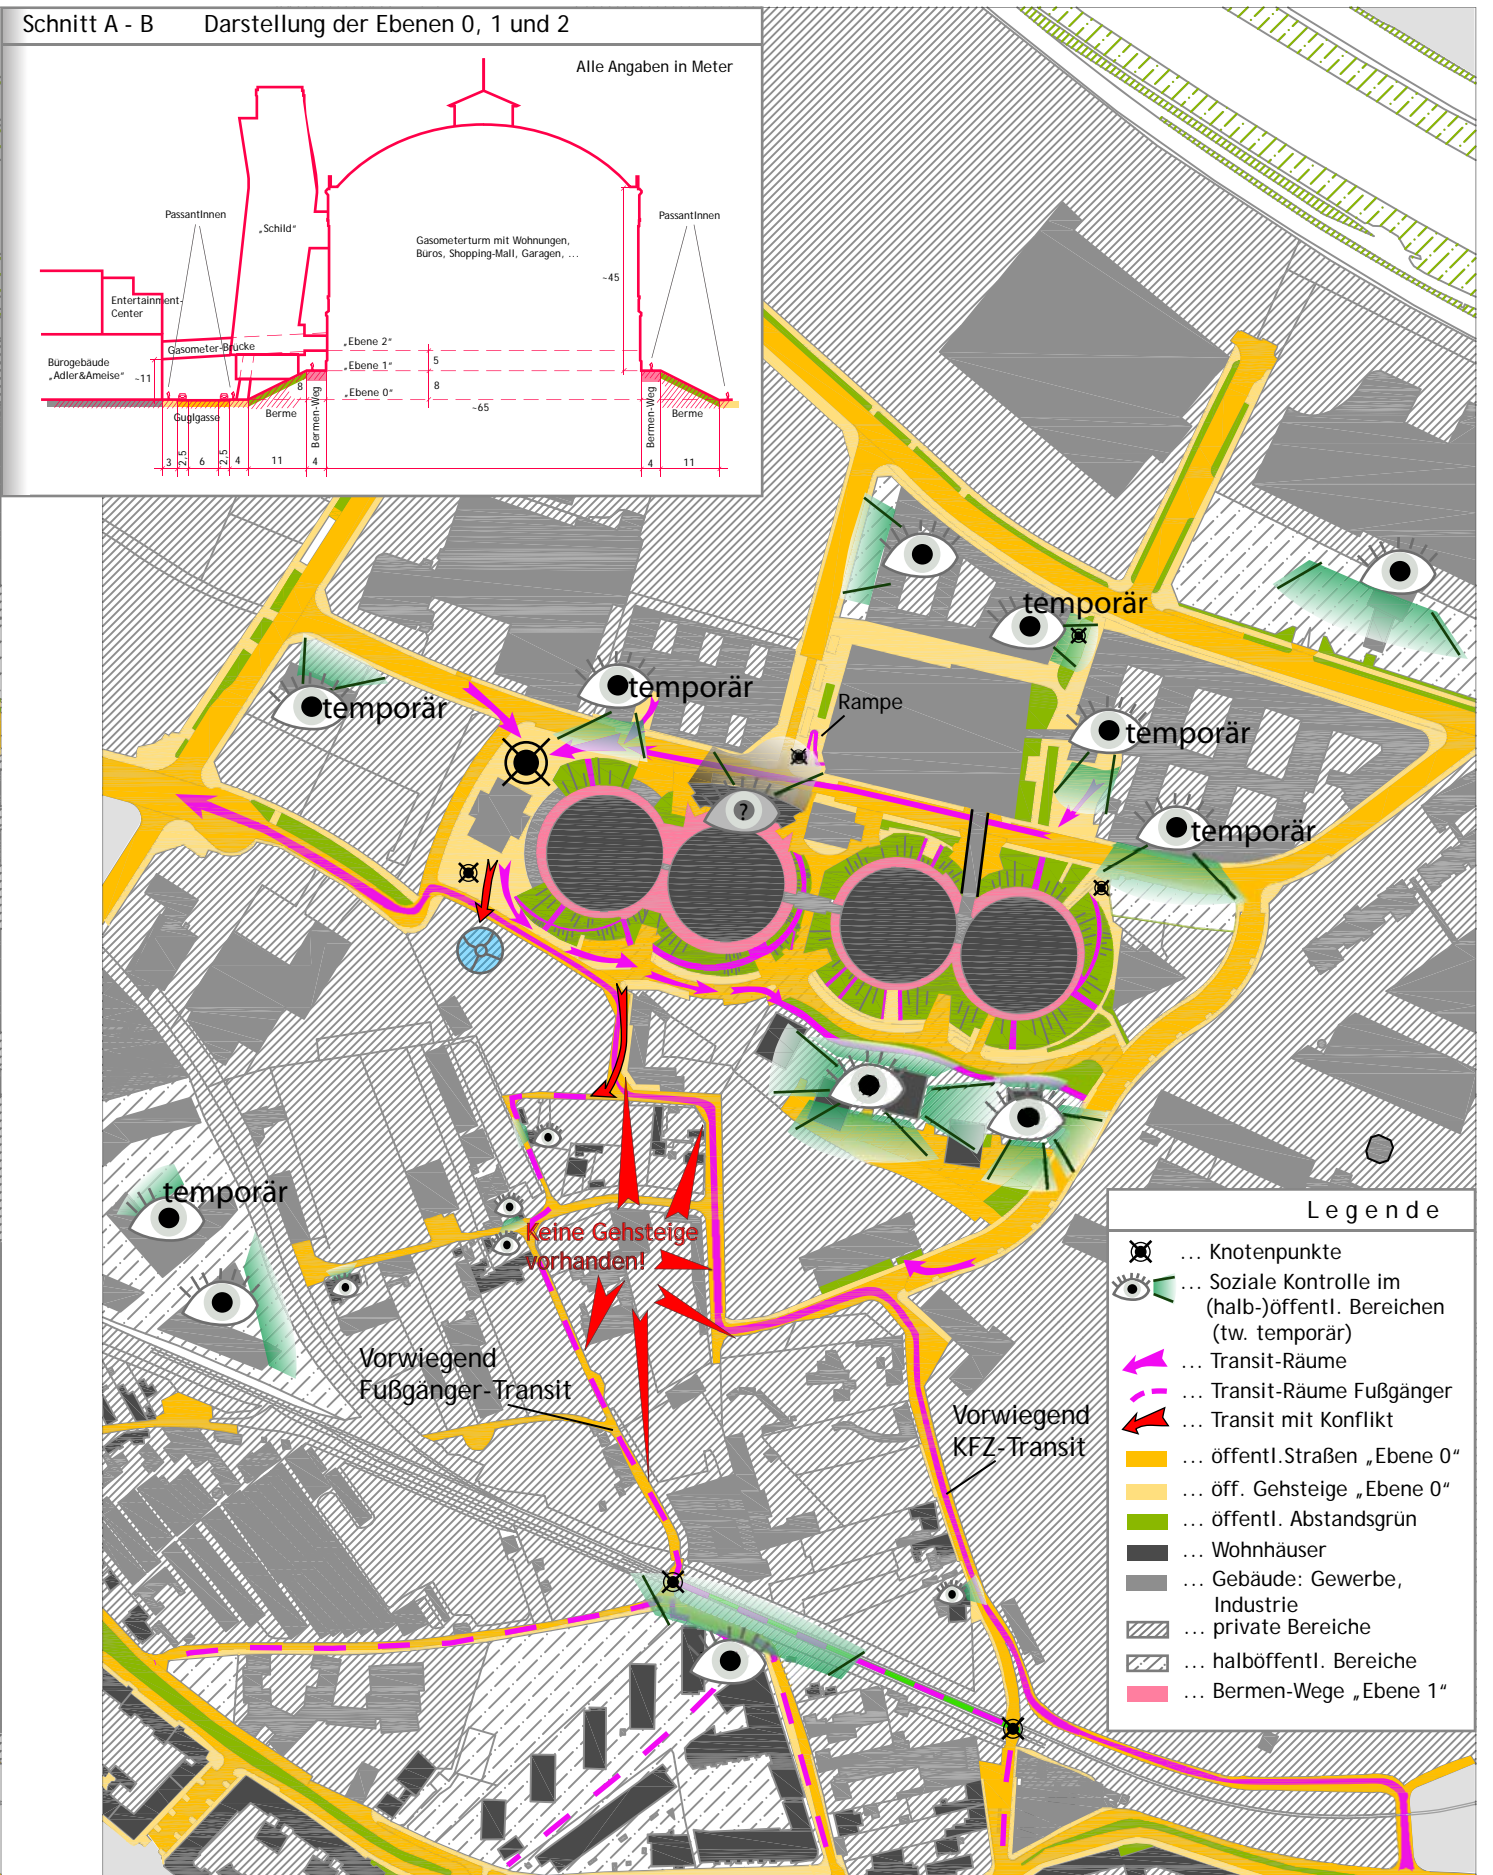 Schnitt A - B Darstellung der Ebenen 0, 1 und 2
Alle Angaben in Meter
PassantInnen
„Schild“
PassantInnen
Gasometerturm mit Wohnungen,
Büros, Shopping-Mall, Garagen, ...
~45
Entertainment-
Center
Gasometer-Brücke
„Ebene 2“
5
Bürogebäude
„Adler&Ameise“
~11
„Ebene 1“
8
8
„Ebene 0“
~65
Guglgasse
Berme
Bermen-Weg
Bermen-Weg
Berme
3
2,5
6
2,5
4
11
4
4
11
temporär
temporär
temporär
Rampe
temporär
?
temporär
temporär
Keine Gehsteige
vorhanden!
Vorwiegend
Fußgänger-Transit
Vorwiegend
KFZ-Transit
Legende
... Knotenpunkte
... Soziale Kontrolle im
(halb-)öffentl. Bereichen
(tw. temporär)
... Transit-Räume
... Transit-Räume Fußgänger
... Transit mit Konflikt
... öffentl.Straßen „Ebene 0“
... öff. Gehsteige „Ebene 0“
... öffentl. Abstandsgrün
... Wohnhäuser
... Gebäude: Gewerbe,
Industrie
... private Bereiche
... halböffentl. Bereiche
... Bermen-Wege „Ebene 1“